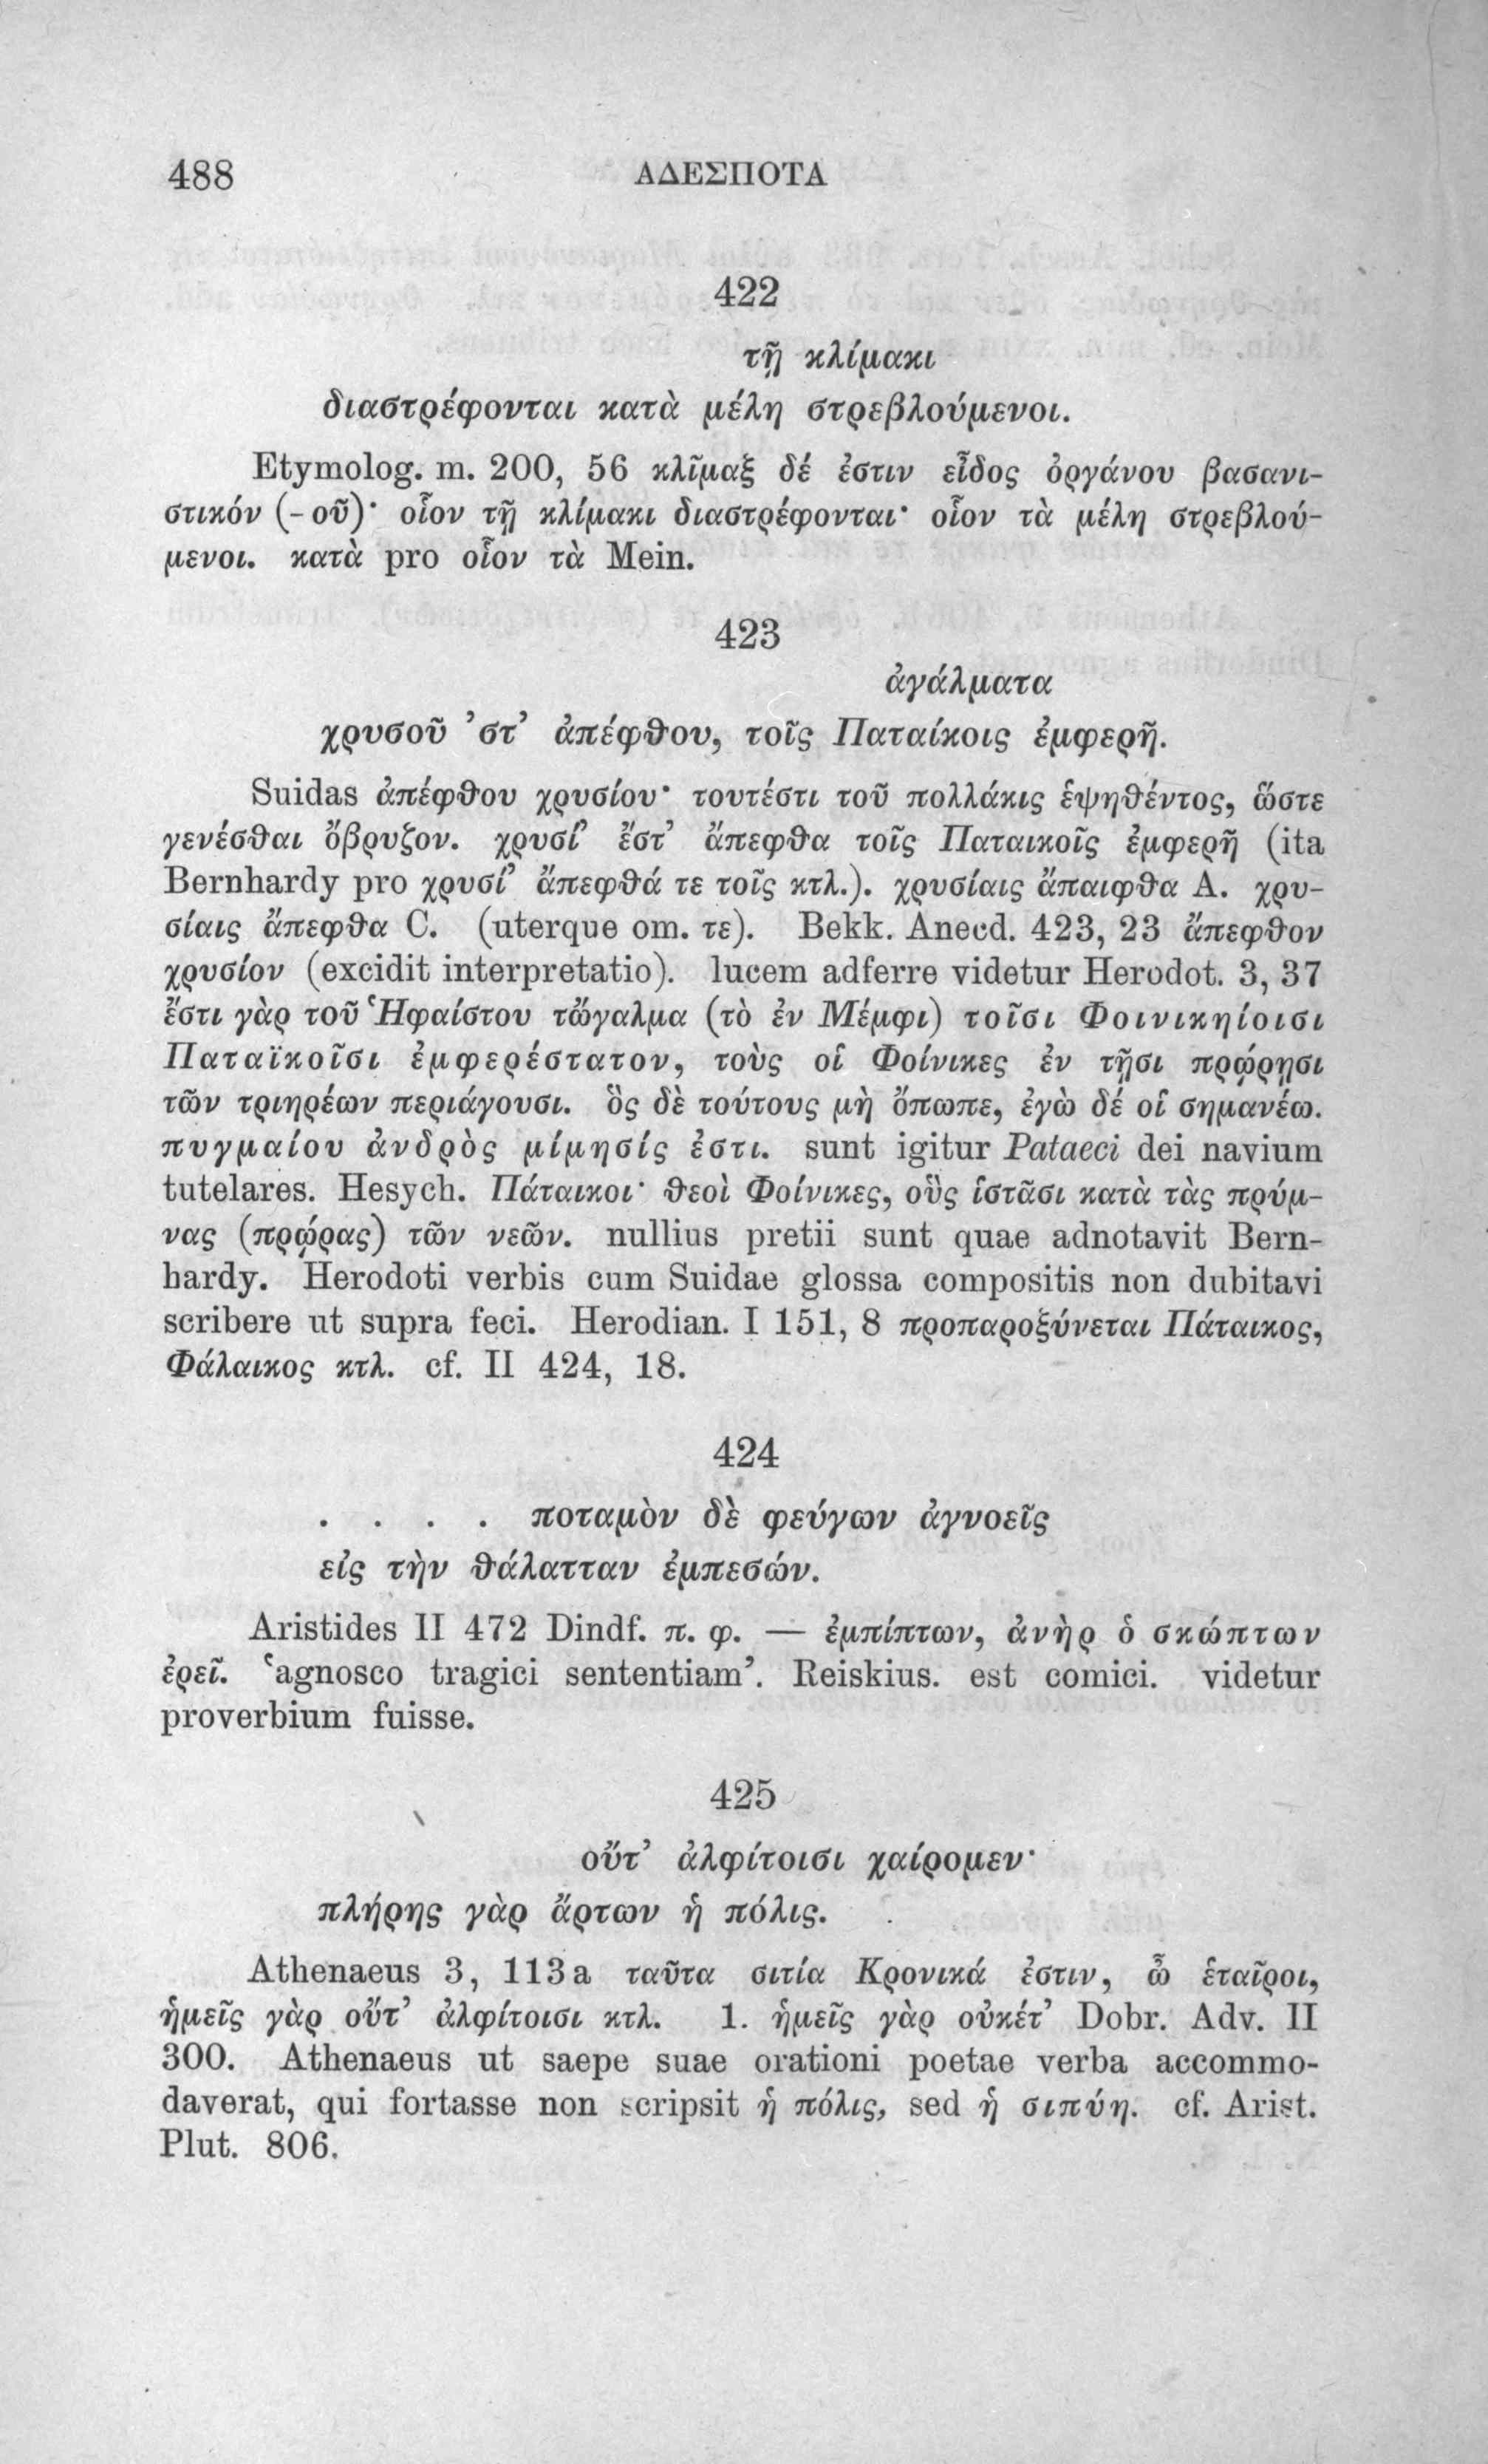 488 ΑΔΕΣΠΟΤΑ
422
τῇ κλίμακι
διαστρέφονται κατὰ μέλη στρεβλούμενοι.
Etymolog. m. 200, 56 κλῖμαξ δέ ἐστιν εἶδος ὀργάνου βασανι-
στικόν (- οῦ)· οἷον τῇ κλίμακι διαστρέφονται· οἷον τὰ μέλη στρεβλού-
μενοι. κατὰ pro οἷον τὰ Mein.
423
ἀγάλματα
χρυσοῦ 'στ' ἀπέφθου, τοῖς Παταίκοις ἐμφερῆ.
Suidas ἀπέφθου χρυσίου· τουτέστι τοῦ πολλάκις ἑψηθέντος, ὥστε
γενέσθαι ὄβρυζον. χρυσί' ἔστ' ἄπεφθα τοῖς Παταικοῖς ἐμφερῆ (ita
Bernhardy pro χρυσί' ἄπεφθά τε τοῖς κτλ.). χρυσίαις ἄπαιφθα A. χρυ-
σίαις ἄπεφθα C. (uterque om. τε). Bekk. Anecd. 423, 23 ἄπεφθον
χρυσίον (excidit interpretatio). lucem adferre videtur Herodot. 3, 37
ἔστι γὰρ τοῦ Ἡφαίστου τὤγαλμα (τὸ ἐν Μέμφι) τοῖσι Φοινικηίοισι
Παταϊκοῖσι ἐμφερέστατον, τοὺς οἱ Φοίνικες ἐν τῇσι πρῴρῃσι
τῶν τριηρέων περιάγουσι. ὃς δὲ τούτους μὴ ὄπωπε, ἐγὼ δέ οἱ σημανέω.
πυγμαίου ἀνδρὸς μίμησίς ἐστι. sunt igitur Pataeci dei navium
tutelares. Hesych. Πάταικοι· θεοὶ Φοίνικες, οὓς ἱστᾶσι κατὰ τὰς πρύμ-
νας (πρῴρας) τῶν νεῶν. nullius pretii sunt quae adnotavit Bern-
hardy. Herodoti verbis cum Suidae glossa compositis non dubitavi
scribere ut supra feci. Herodian. I 151, 8 προπαροξύνεται Πάταικος,
Φάλαικος κτλ. cf. II 424, 18.
424
. . . . ποταμὸν δὲ φεύγων ἀγνοεῖς
εἰς τὴν θάλατταν ἐμπεσών.
Aristides II 472 Dindf. π. φ. — ἐμπίπτων, ἀνὴρ ὁ σκώπτων
ἐρεῖ. ‘agnosco tragici sententiam’. Reiskius. est comici. videtur
proverbium fuisse.
425
οὔτ' ἀλφίτοισι χαίρομεν·
πλήρης γὰρ ἄρτων ἡ πόλις.
Athenaeus 3, 113a ταῦτα σιτία Κρονικά ἐστιν, ὦ ἑταῖροι,
ἡμεῖς γὰρ οὔτ' ἀλφίτοισι κτλ. 1. ἡμεῖς γὰρ οὐκέτ' Dobr. Adv. II
300. Athenaeus ut saepe suae orationi poetae verba accommo-
daverat, qui fortasse non scripsit ἡ πόλις, sed ἡ σιπύη. cf. Arist.
Plut. 806.